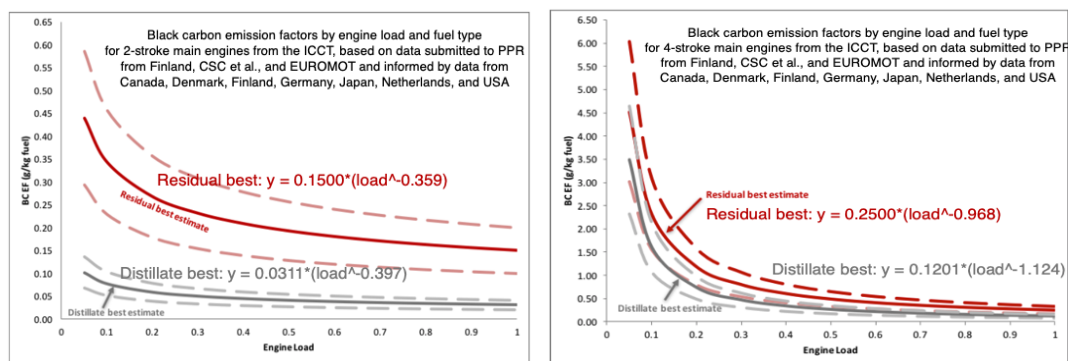 Black carbon emission factors by engine load and fuel type
for 2-stroke main engines from the ICCT, based on data submitted to PPR
from Finland, CSC et al., and EUROMOT and informed by data from
Canada, Denmark, Finland, Germany, Japan, Netherlands, and USA
0.65
0.60
0.55
0.50
0.45
0.40
0.35
0.30
0.25
0.20
0.15
0.10
0.05
0.00
BC EF (g/kg fuel)
Residual best: y = 0.1500*(load^-0.359)
Residual best estimate
Distillate best: y = 0.0311*(load^-0.397)
Distillate best estimate
0 0.1 0.2 0.3 0.4 0.5 0.6 0.7 0.8 0.9 1
Engine Load
Black carbon emission factors by engine load and fuel type
for 4-stroke main engines from the ICCT, based on data submitted to PPR
from Finland, CSC et al., and EUROMOT and informed by data from
Canada, Denmark, Finland, Germany, Japan, Netherlands, and USA
6.50
6.00
5.50
5.00
4.50
4.00
3.50
3.00
2.50
2.00
1.50
1.00
0.50
0.00
BC EF (g/kg fuel)
Residual best estimate
Residual best: y = 0.2500*(load^-0.968)
Distillate best: y = 0.1201*(load^-1.124)
Distillate best estimate
0 0.1 0.2 0.3 0.4 0.5 0.6 0.7 0.8 0.9 1
Engine Load